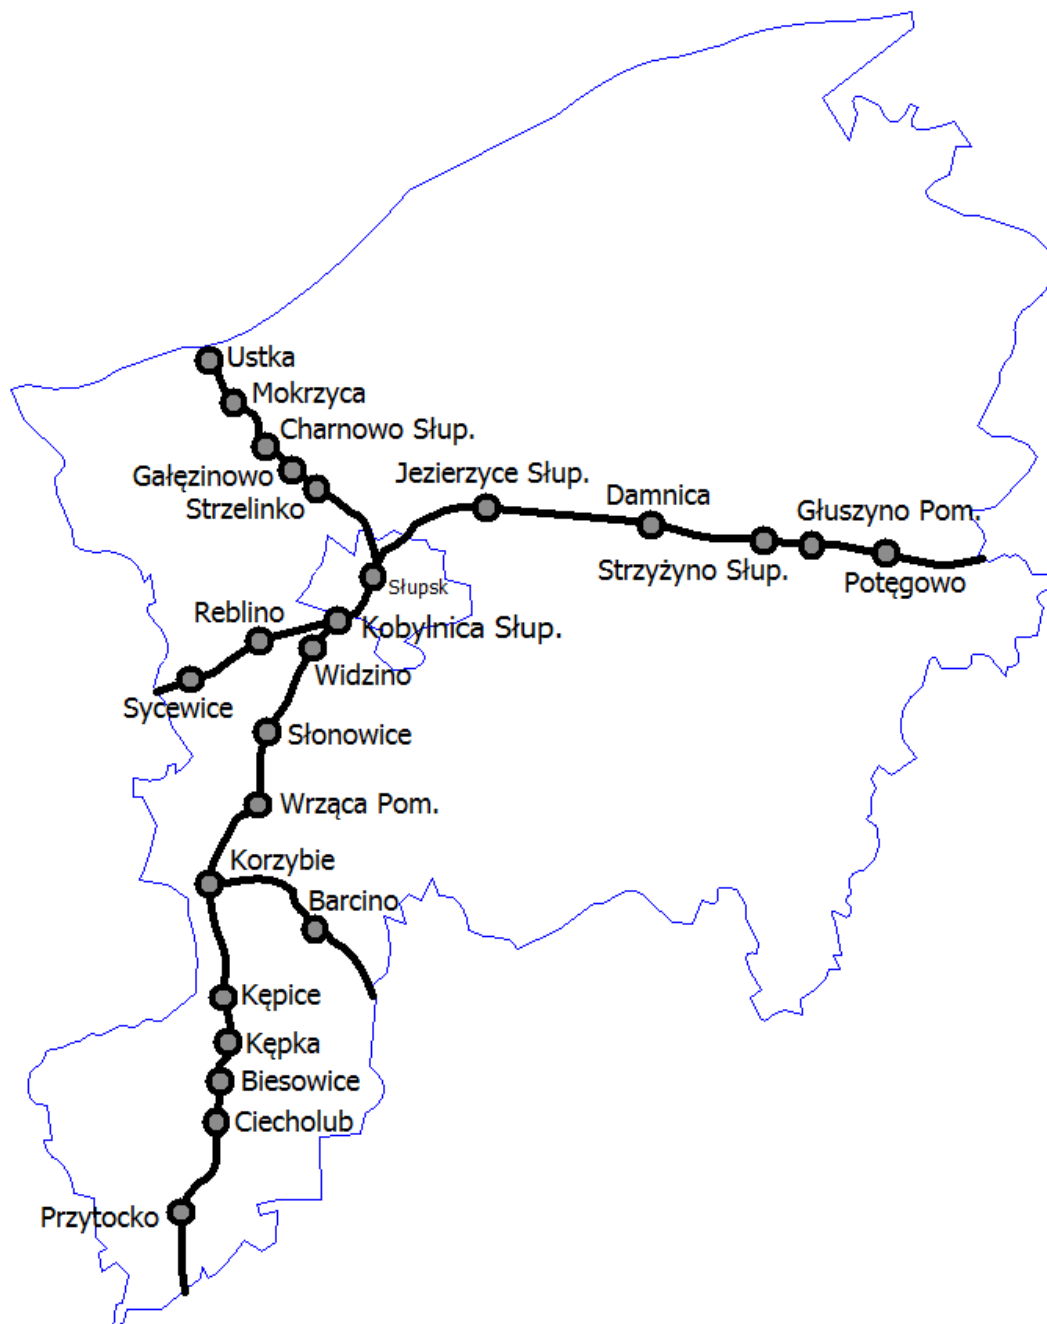 Ustka
Mokrzyca
Charnowo Słup.
Gałęzinowo
Jezierzyce Słup.
Strzelinko
Damnica
Głuszyno Pom.
Strzyżyno Słup.
Potęgowo
Słupsk
Reblino
Kobylnica Słup.
Widzino
Sycewice
Słonowice
Wrząca Pom.
Korzybie
Barcino
Kępice
Kępka
Biesowice
Ciecholub
Przytocko